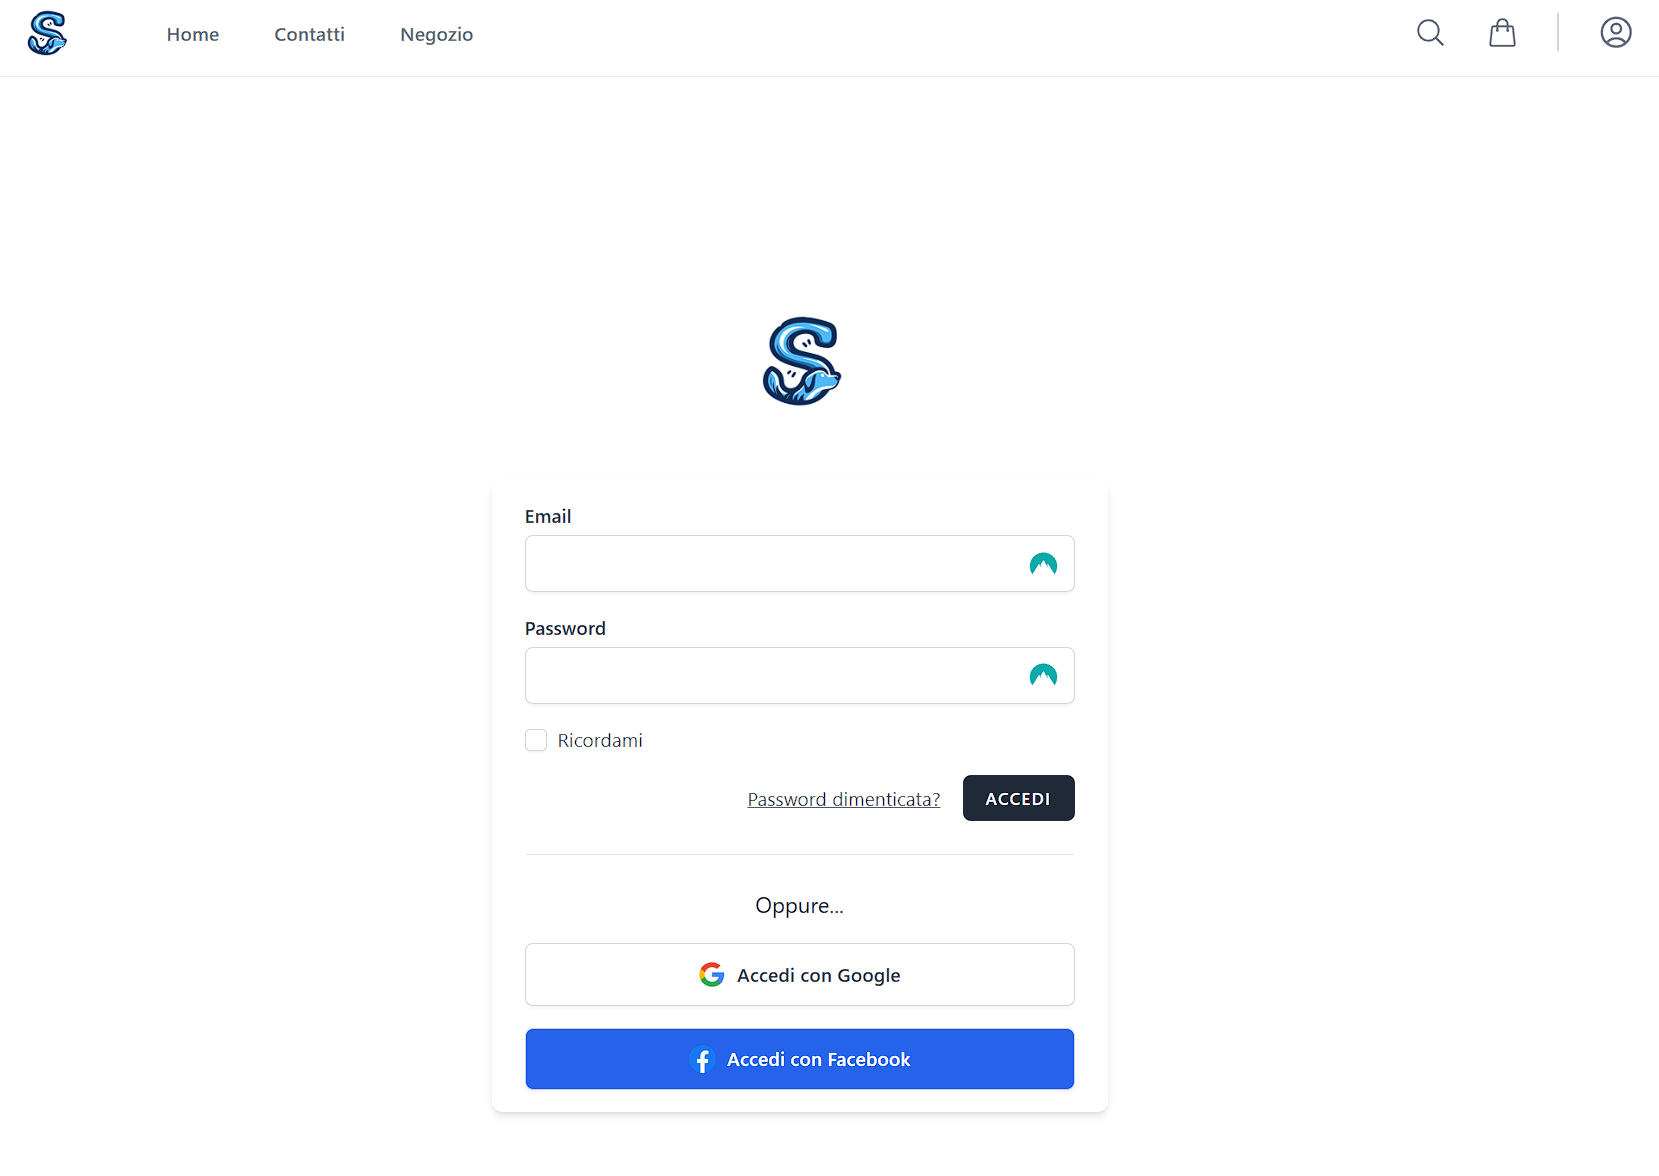 Home
Contatti
Negozio
Email
Password
Ricordami
Password dimenticata?
ACCEDI
Oppure...
Accedi con Google
Accedi con Facebook